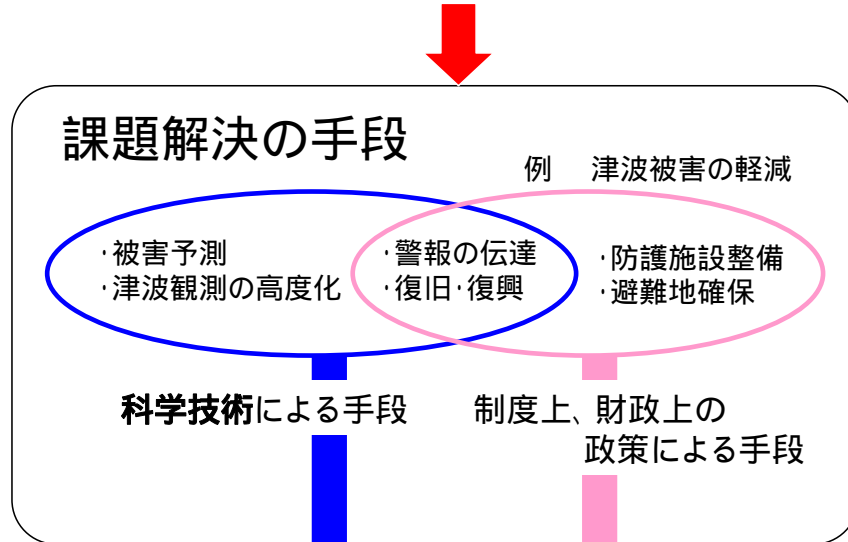 課題解決の手段
例　津波被害の軽減
・被害予測
・津波観測の高度化
・警報の伝達
・復旧・復興
・防護施設整備
・避難地確保
科学技術による手段
制度上、財政上の
政策による手段